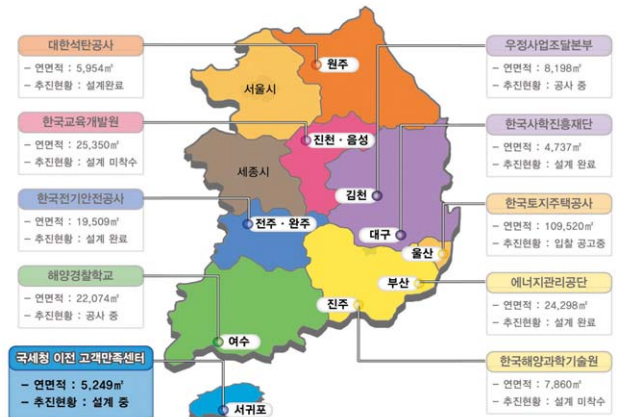 대한석탄공사
- 연면적 : 5,954㎡
- 추진현황 : 설계완료
한국교육개발원
- 연면적 : 25,350㎡
- 추진현황 : 설계 미착수
한국전기안전공사
- 연면적 : 19,509㎡
- 추진현황 : 설계 완료
해양경찰학교
- 연면적 : 22,074㎡
- 추진현황 : 공사 중
국세청 이전 고객만족센터
- 연면적 : 5,249㎡
- 추진현황 : 설계 중
원주
서울시
진천 · 음성
세종시
김천
전주 · 완주
대구
울산
부산
진주
여수
서귀포
우정사업조달본부
- 연면적 : 8,198㎡
- 추진현황 : 공사 중
한국사학진흥재단
- 연면적 : 4,737㎡
- 추진현황 : 설계 완료
한국토지주택공사
- 연면적 : 109,520㎡
- 추진현황 : 입찰 공고중
에너지관리공단
- 연면적 : 24,298㎡
- 추진현황 : 설계 완료
한국해양과학기술원
- 연면적 : 7,860㎡
- 추진현황 : 설계 미착수